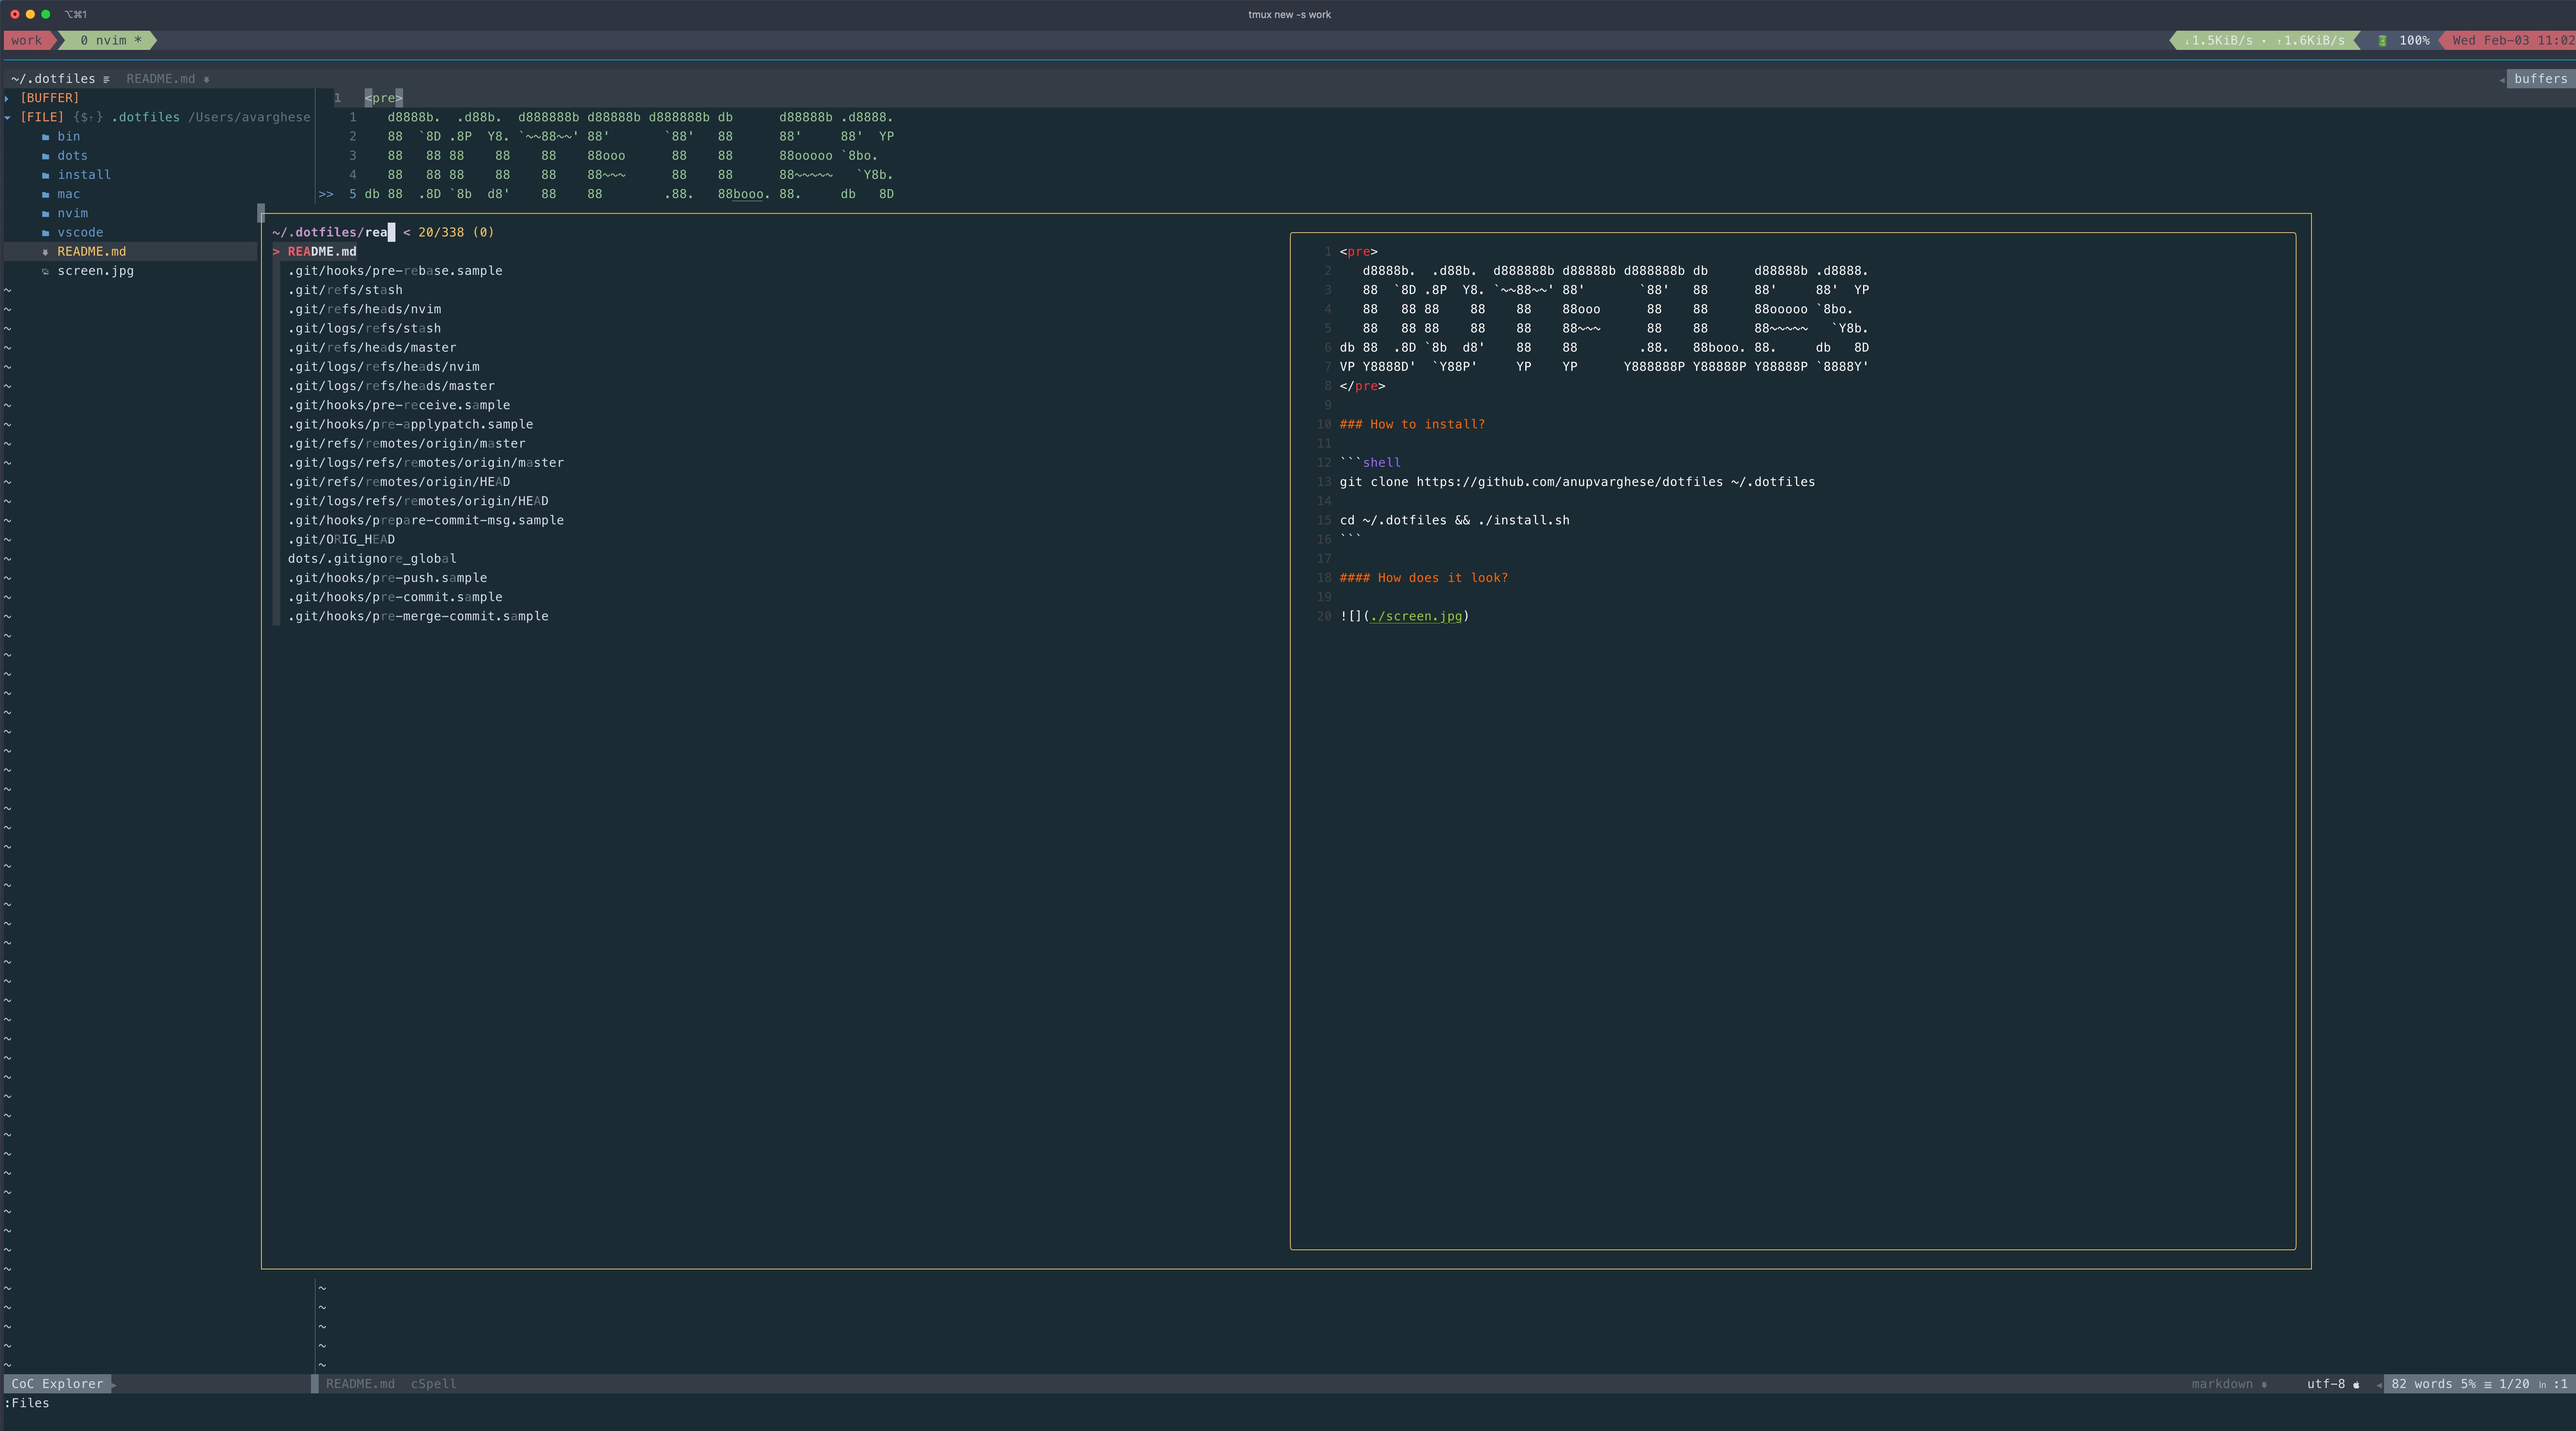 ⌥⌘1 tmux new -s work
work 0 nvim * ↓1.5KiB/s • ↑1.6KiB/s 100% Wed Feb-03 11:02
~/.dotfiles README.md buffers
[BUFFER]
[FILE] {$↑} .dotfiles /Users/avarghese
bin
dots
install
mac
nvim
vscode
README.md
screen.jpg
1 <pre>
1    d8888b.  .d88b.  d888888b d88888b d888888b db      d88888b .d8888.
2    88  `8D .8P  Y8. `~~88~~' 88'       `88'   88      88'     88'  YP
3    88   88 88    88    88    88ooo      88    88      88ooooo `8bo.
4    88   88 88    88    88    88~~~      88    88      88~~~~~   `Y8b.
>> 5 db 88  .8D `8b  d8'    88    88        .88.   88booo. 88.     db   8D
~/.dotfiles/rea < 20/338 (0)
> README.md
.git/hooks/pre-rebase.sample
.git/refs/stash
.git/refs/heads/nvim
.git/logs/refs/stash
.git/refs/heads/master
.git/logs/refs/heads/nvim
.git/logs/refs/heads/master
.git/hooks/pre-receive.sample
.git/hooks/pre-applypatch.sample
.git/refs/remotes/origin/master
.git/logs/refs/remotes/origin/master
.git/refs/remotes/origin/HEAD
.git/logs/refs/remotes/origin/HEAD
.git/hooks/prepare-commit-msg.sample
.git/ORIG_HEAD
dots/.gitignore_global
.git/hooks/pre-push.sample
.git/hooks/pre-commit.sample
.git/hooks/pre-merge-commit.sample
1 <pre>
2    d8888b.  .d88b.  d888888b d88888b d888888b db      d88888b .d8888.
3    88  `8D .8P  Y8. `~~88~~' 88'       `88'   88      88'     88'  YP
4    88   88 88    88    88    88ooo      88    88      88ooooo `8bo.
5    88   88 88    88    88    88~~~      88    88      88~~~~~   `Y8b.
6 db 88  .8D `8b  d8'    88    88        .88.   88booo. 88.     db   8D
7 VP Y8888D'  `Y88P'     YP    YP      Y888888P Y88888P Y88888P `8888Y'
8 </pre>
9
10 ### How to install?
11
12 ```shell
13 git clone https://github.com/anupvarghese/dotfiles ~/.dotfiles
14
15 cd ~/.dotfiles && ./install.sh
16 ```
17
18 #### How does it look?
19
20 ![](./screen.jpg)
CoC Explorer README.md cSpell markdown utf-8 82 words 5% ☰ 1/20 ln :1
:Files